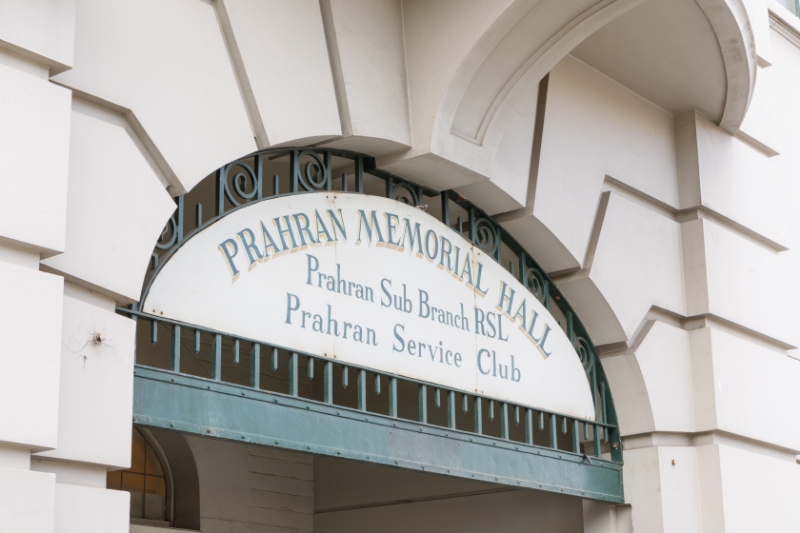 PRAHRAN MEMORIAL HALL
Prahran Sub Branch RSL
Prahran Service Club